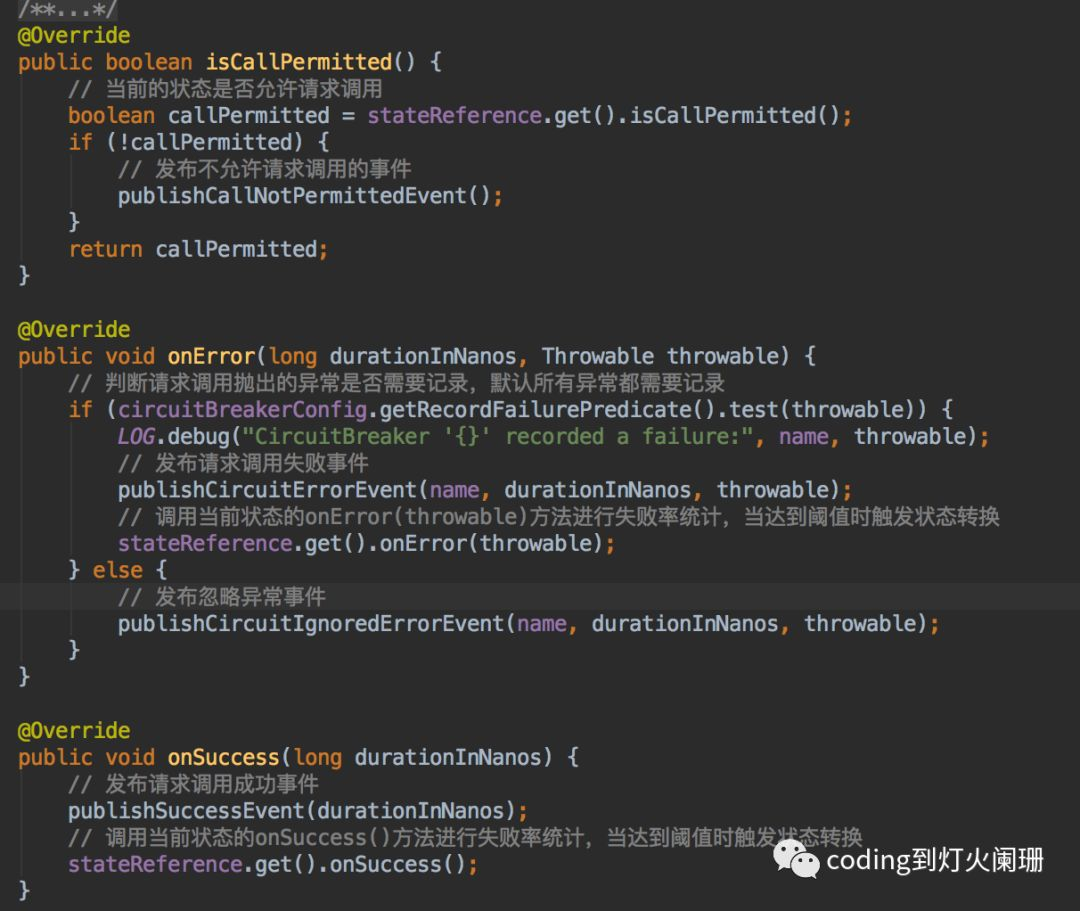 /**...*/
@Override
public boolean isCallPermitted() {
// 当前的状态是否允许请求调用
boolean callPermitted = stateReference.get().isCallPermitted();
if (!callPermitted) {
// 发布不允许请求调用的事件
publishCallNotPermittedEvent();
}
return callPermitted;
}
@Override
public void onError(long durationInNanos, Throwable throwable) {
// 判断请求调用抛出的异常是否需要记录，默认所有异常都需要记录
if (circuitBreakerConfig.getRecordFailurePredicate().test(throwable)) {
LOG.debug("CircuitBreaker '{}' recorded a failure:", name, throwable);
// 发布请求调用失败事件
publishCircuitErrorEvent(name, durationInNanos, throwable);
// 调用当前状态的onError(throwable)方法进行失败率统计，当达到阈值时触发状态转换
stateReference.get().onError(throwable);
} else {
// 发布忽略异常事件
publishCircuitIgnoredErrorEvent(name, durationInNanos, throwable);
}
}
@Override
public void onSuccess(long durationInNanos) {
// 发布请求调用成功事件
publishSuccessEvent(durationInNanos);
// 调用当前状态的onSuccess()方法进行失败率统计，当达到阈值时触发状态转换
stateReference.get().onSuccess();
}
coding到灯火阑珊